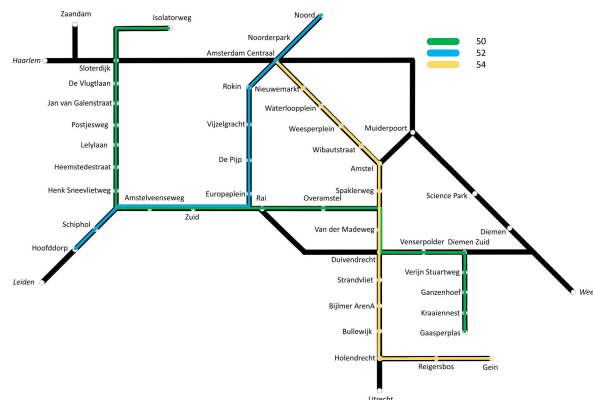 Zaandam
Isolatorweg
Noord
Noorderpark
50
52
54
Haarlem
Sloterdijk
Amsterdam Centraal
De Vlugtlaan
Rokin
Nieuwemarkt
Jan van Galenstraat
Waterloopplein
Postjesweg
Vijzelgracht
Weesperplein
Muiderpoort
Lelylaan
Wibautstraat
De Pijp
Heemstedestraat
Amstel
Henk Sneevlietweg
Amstelveenseweg
Europaplein
Rai
Overamstel
Spaklerweg
Science Park
Zuid
Schiphol
Van der Madeweg
Diemen
Hoofddorp
Venserpolder
Diemen Zuid
Duivendrecht
Strandvliet
Verijn Stuartweg
Leiden
Ganzenhoef
Wee
Bijlmer ArenA
Kraaiennest
Bullewijk
Gaasperplas
Holendrecht
Reigersbos
Gein
Utrecht